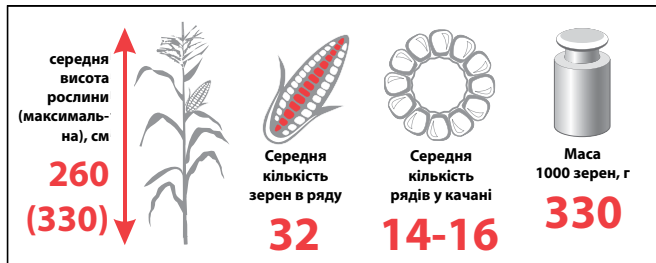 середня
висота
рослини
(максималь-
на), см
260
(330)
Середня
кількість
зерен в ряду
32
Середня
кількість
рядів у качані
14-16
Маса
1000 зерен, г
330